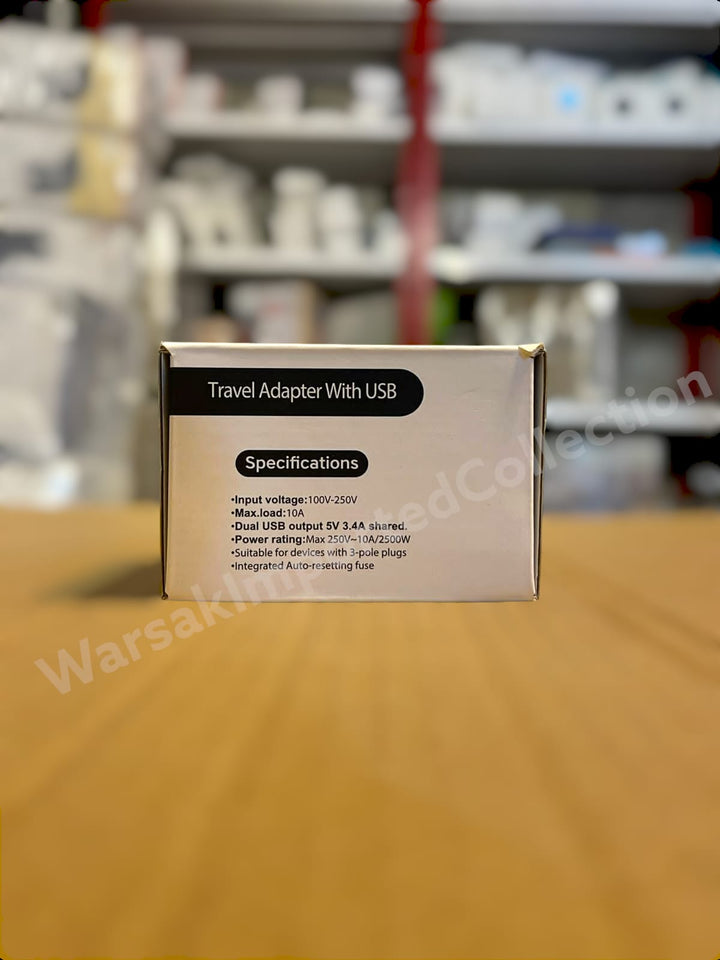 Travel Adapter With USB
Specifications
•Input voltage:100V-250V
•Max.load:10A
•Dual USB output 5V 3.4A shared.
•Power rating:Max 250V~10A/2500W
•Suitable for devices with 3-pole plugs
•Integrated Auto-resetting fuse
WarsakImportedCollection